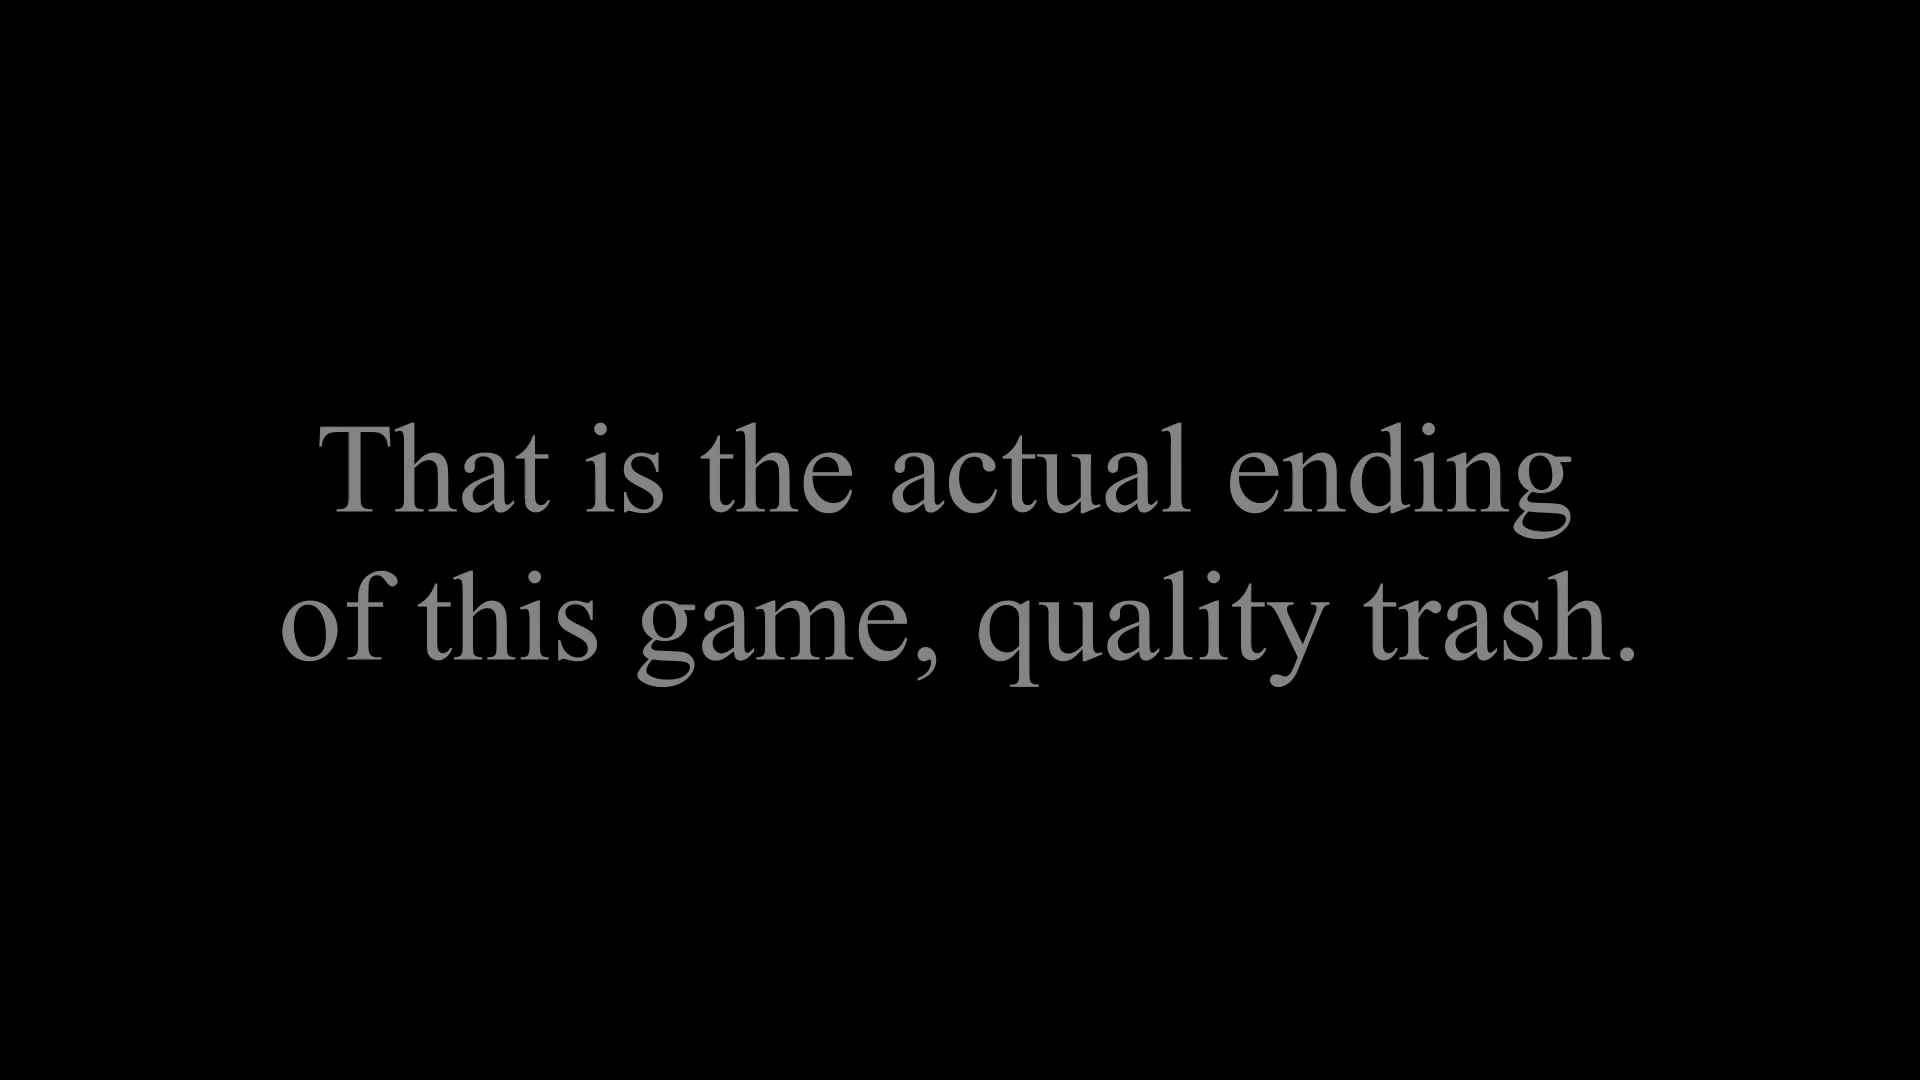 That is the actual ending
of this game, quality trash.